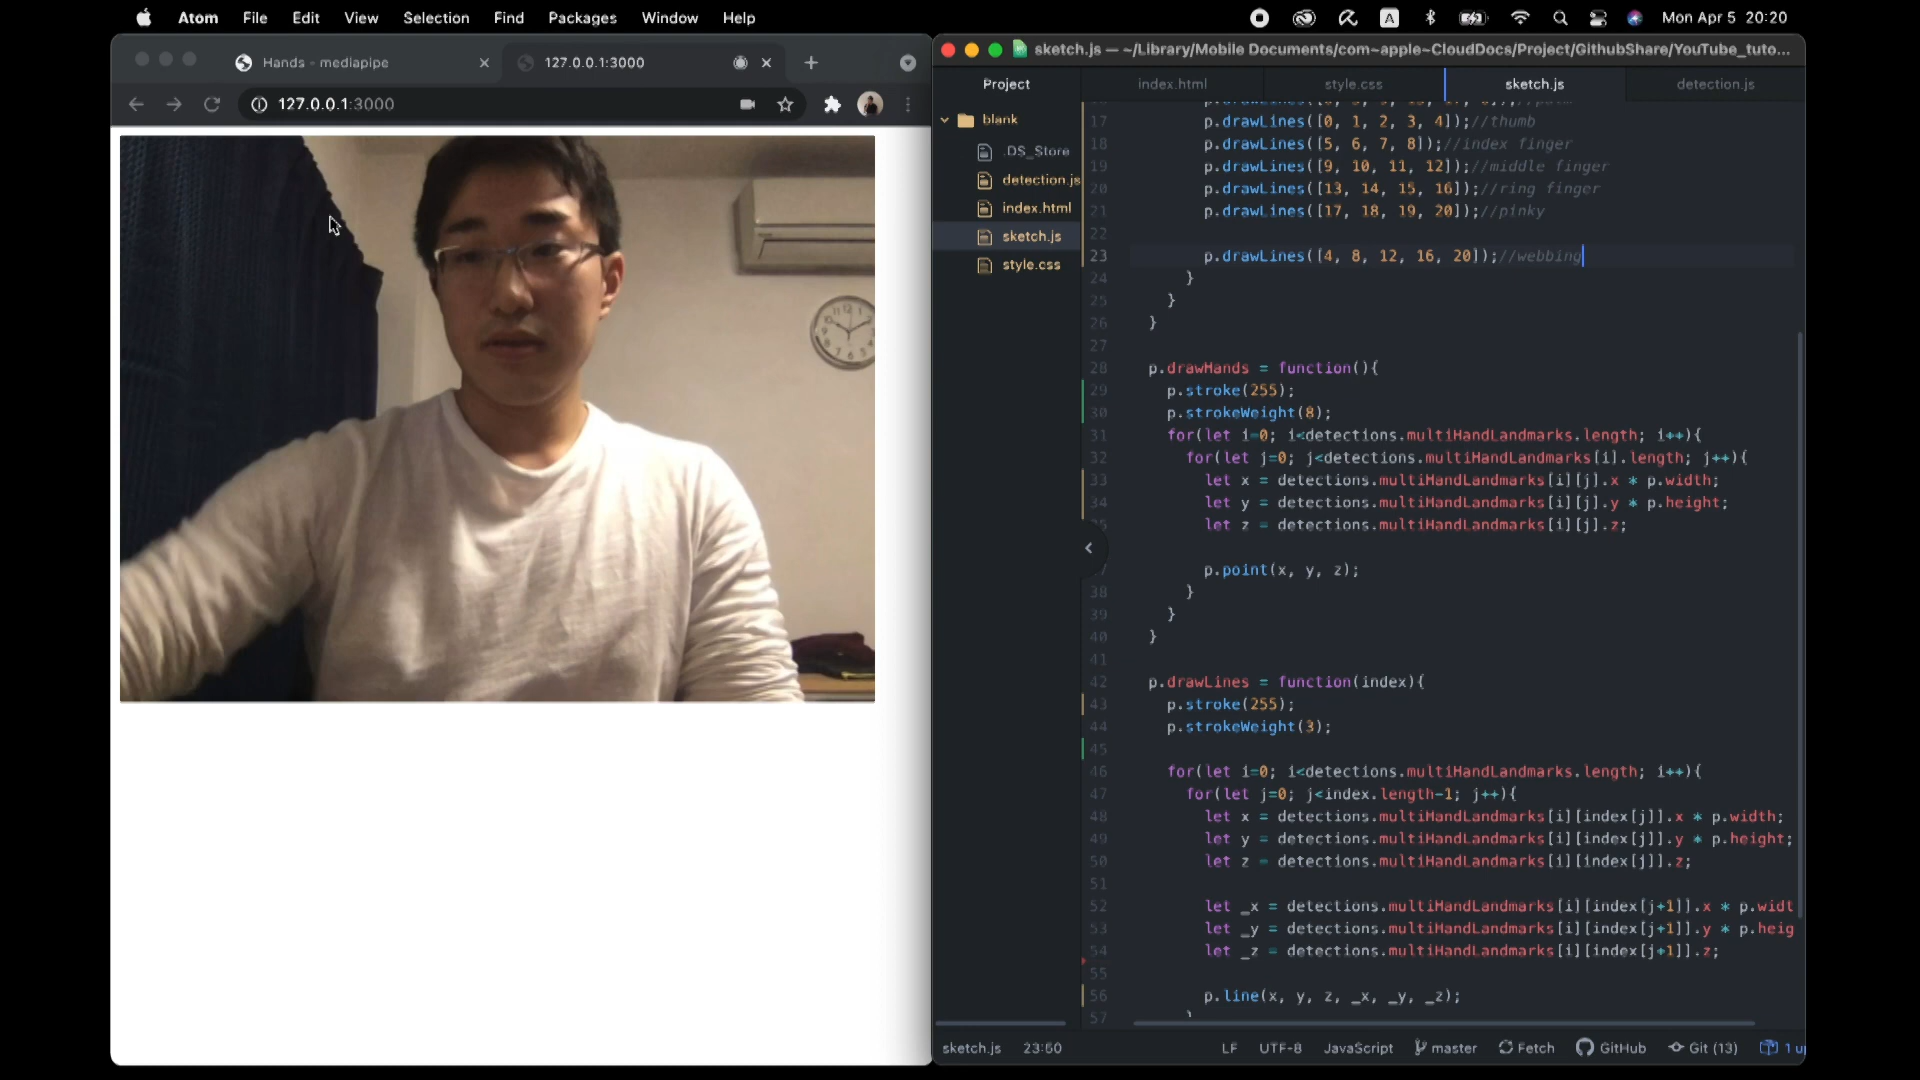 Atom File Edit View Selection Find Packages Window Help
A Mon Apr 5 20:20
Hands - mediapipe
127.0.0.1:3000
127.0.0.1:3000
sketch.js — ~/Library/Mobile Documents/com~apple~CloudDocs/Project/GithubShare/YouTube_tuto...
Project
index.html
style.css
sketch.js
detection.js
blank
.DS_Store
detection.js
index.html
sketch.js
style.css
17 p.drawLines([0, 1, 2, 3, 4]);//thumb
18 p.drawLines([5, 6, 7, 8]);//index finger
19 p.drawLines([9, 10, 11, 12]);//middle finger
20 p.drawLines([13, 14, 15, 16]);//ring finger
21 p.drawLines([17, 18, 19, 20]);//pinky
22
23 p.drawLines([4, 8, 12, 16, 20]);//webbing
24 }
25 }
26 }
27
28 p.drawHands = function(){
29 p.stroke(255);
30 p.strokeWeight(8);
31 for(let i=0; i<detections.multiHandLandmarks.length; i++){
32 for(let j=0; j<detections.multiHandLandmarks[i].length; j++){
33 let x = detections.multiHandLandmarks[i][j].x * p.width;
34 let y = detections.multiHandLandmarks[i][j].y * p.height;
let z = detections.multiHandLandmarks[i][j].z;
p.point(x, y, z);
38 }
39 }
40 }
41
42 p.drawLines = function(index){
43 p.stroke(255);
44 p.strokeWeight(3);
45
46 for(let i=0; i<detections.multiHandLandmarks.length; i++){
47 for(let j=0; j<index.length-1; j++){
48 let x = detections.multiHandLandmarks[i][index[j]].x * p.width;
49 let y = detections.multiHandLandmarks[i][index[j]].y * p.height;
50 let z = detections.multiHandLandmarks[i][index[j]].z;
51
52 let _x = detections.multiHandLandmarks[i][index[j+1]].x * p.widt
53 let _y = detections.multiHandLandmarks[i][index[j+1]].y * p.heig
54 let _z = detections.multiHandLandmarks[i][index[j+1]].z;
55
56 p.line(x, y, z, _x, _y, _z);
57
sketch.js 23:60 LF UTF-8 JavaScript master Fetch GitHub Git (13) 1 u